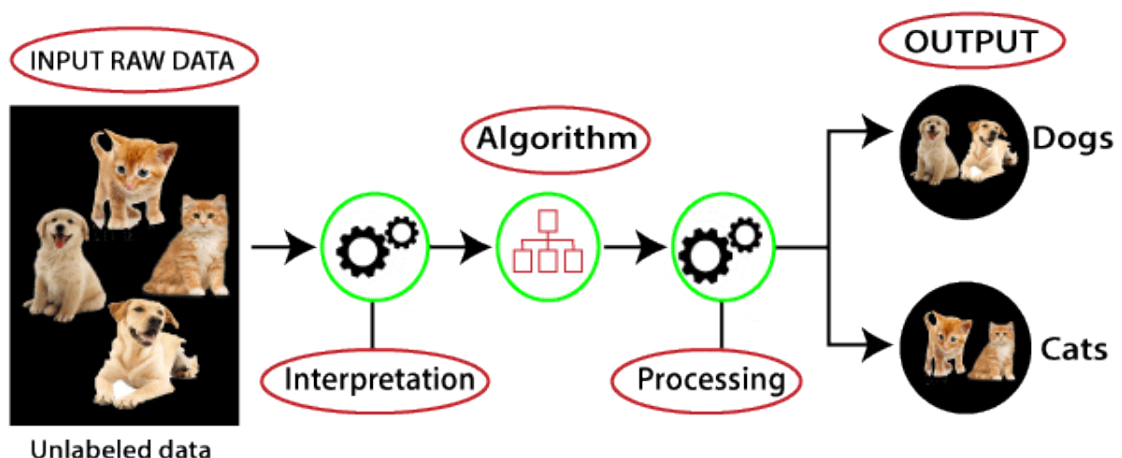 INPUT RAW DATA
OUTPUT
Algorithm
Dogs
Interpretation
Processing
Cats
Unlabeled data